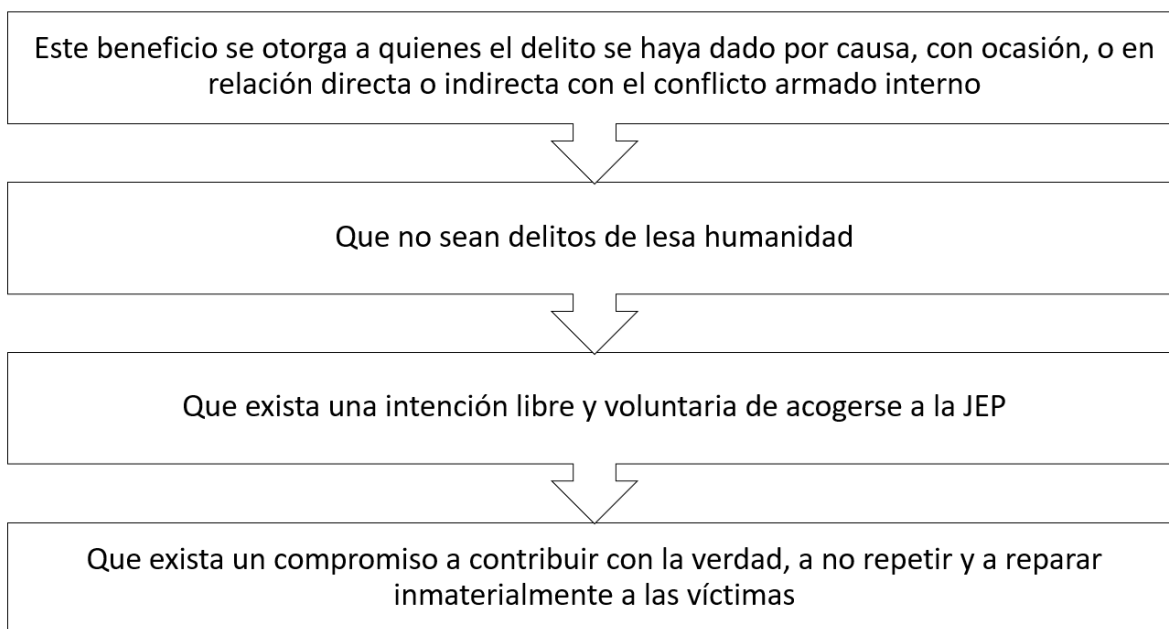 Este beneficio se otorga a quienes el delito se haya dado por causa, con ocasión, o en
relación directa o indirecta con el conflicto armado interno
Que no sean delitos de lesa humanidad
Que exista una intención libre y voluntaria de acogerse a la JEP
Que exista un compromiso a contribuir con la verdad, a no repetir y a reparar
inmaterialmente a las víctimas